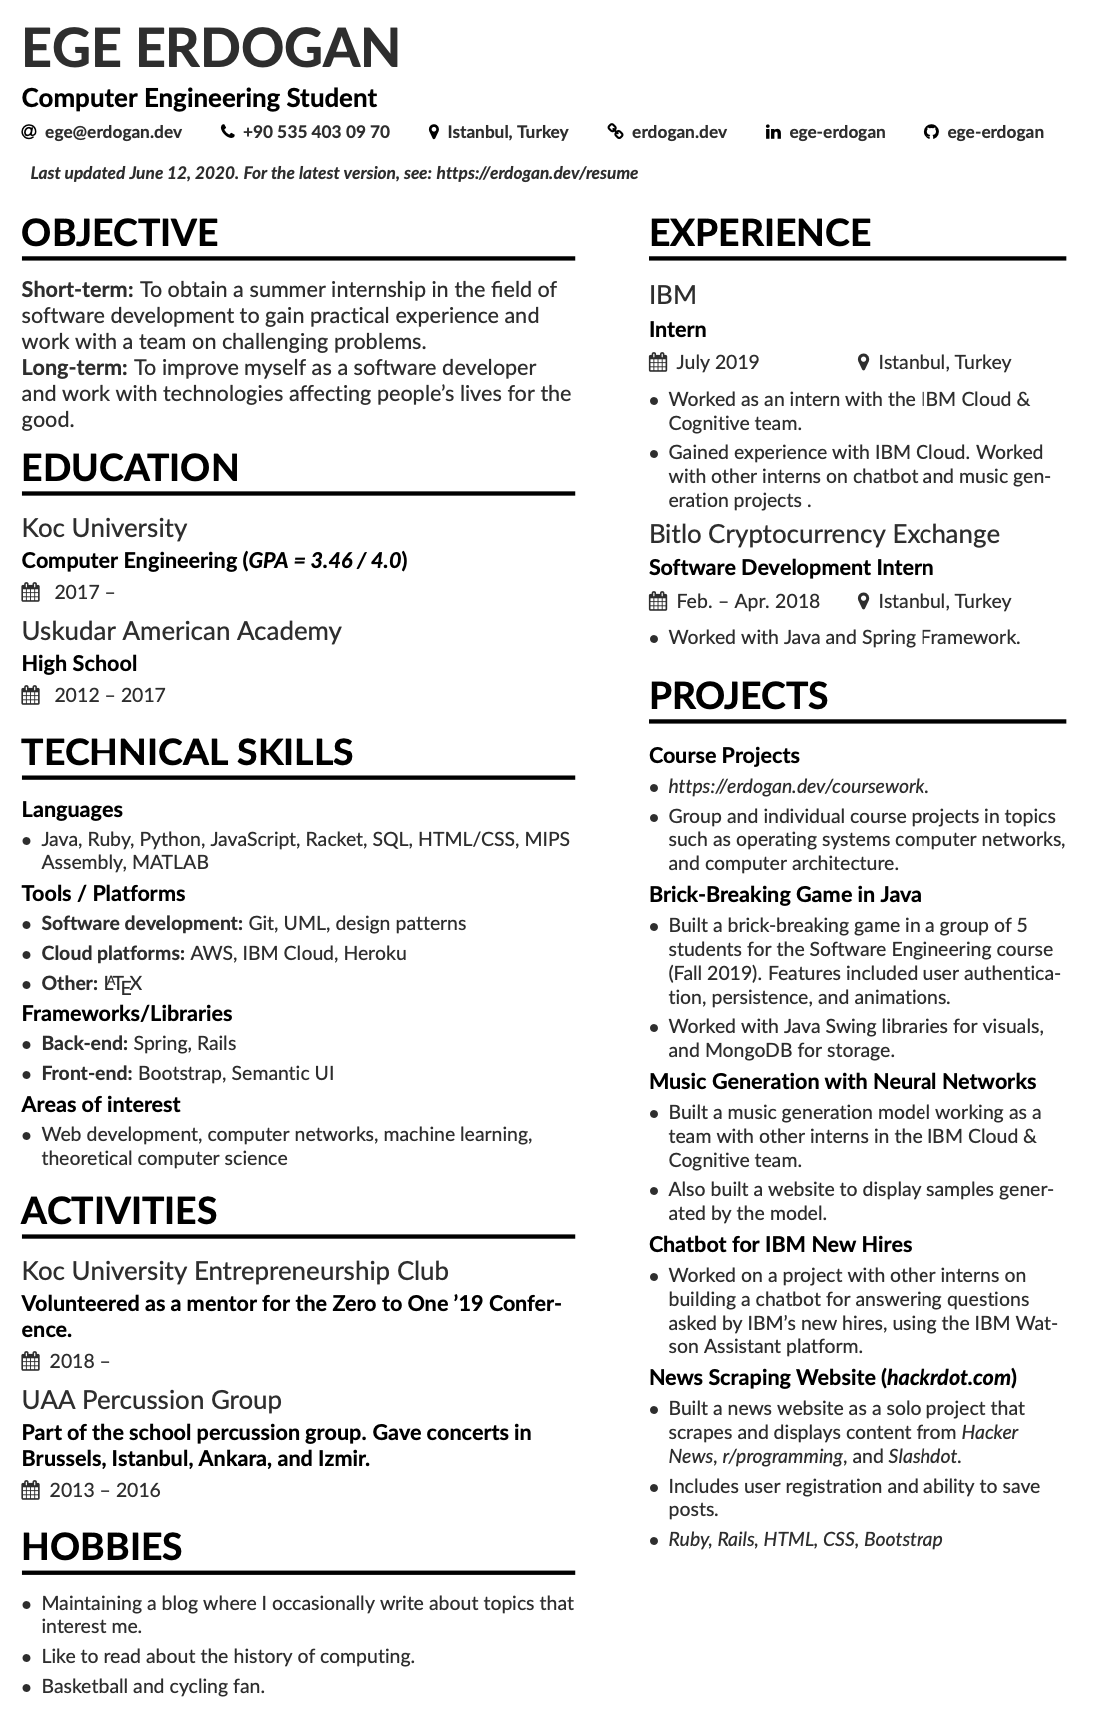 EGE ERDOGAN
Computer Engineering Student
@ ege@erdogan.dev +90 535 403 09 70 Istanbul, Turkey erdogan.dev in ege-erdogan ege-erdogan
Last updated June 12, 2020. For the latest version, see: https://erdogan.dev/resume
OBJECTIVE
Short-term: To obtain a summer internship in the field of
software development to gain practical experience and
work with a team on challenging problems.
Long-term: To improve myself as a software developer
and work with technologies affecting people's lives for the
good.
EDUCATION
Koc University
Computer Engineering (GPA = 3.46 / 4.0)
2017 –
Uskudar American Academy
High School
2012 – 2017
TECHNICAL SKILLS
Languages
• Java, Ruby, Python, JavaScript, Racket, SQL, HTML/CSS, MIPS
Assembly, MATLAB
Tools / Platforms
• Software development: Git, UML, design patterns
• Cloud platforms: AWS, IBM Cloud, Heroku
• Other: LATEX
Frameworks/Libraries
• Back-end: Spring, Rails
• Front-end: Bootstrap, Semantic UI
Areas of interest
• Web development, computer networks, machine learning,
theoretical computer science
ACTIVITIES
Koc University Entrepreneurship Club
Volunteered as a mentor for the Zero to One ’19 Confer-
ence.
2018 –
UAA Percussion Group
Part of the school percussion group. Gave concerts in
Brussels, Istanbul, Ankara, and Izmir.
2013 – 2016
HOBBIES
• Maintaining a blog where I occasionally write about topics that
interest me.
• Like to read about the history of computing.
• Basketball and cycling fan.
EXPERIENCE
IBM
Intern
July 2019 Istanbul, Turkey
• Worked as an intern with the IBM Cloud &
Cognitive team.
• Gained experience with IBM Cloud. Worked
with other interns on chatbot and music gen-
eration projects .
Bitlo Cryptocurrency Exchange
Software Development Intern
Feb. – Apr. 2018 Istanbul, Turkey
• Worked with Java and Spring Framework.
PROJECTS
Course Projects
• https://erdogan.dev/coursework.
• Group and individual course projects in topics
such as operating systems computer networks,
and computer architecture.
Brick-Breaking Game in Java
• Built a brick-breaking game in a group of 5
students for the Software Engineering course
(Fall 2019). Features included user authentica-
tion, persistence, and animations.
• Worked with Java Swing libraries for visuals,
and MongoDB for storage.
Music Generation with Neural Networks
• Built a music generation model working as a
team with other interns in the IBM Cloud &
Cognitive team.
• Also built a website to display samples gener-
ated by the model.
Chatbot for IBM New Hires
• Worked on a project with other interns on
building a chatbot for answering questions
asked by IBM's new hires, using the IBM Wat-
son Assistant platform.
News Scraping Website (hackrdot.com)
• Built a news website as a solo project that
scrapes and displays content from Hacker
News, r/programming, and Slashdot.
• Includes user registration and ability to save
posts.
• Ruby, Rails, HTML, CSS, Bootstrap